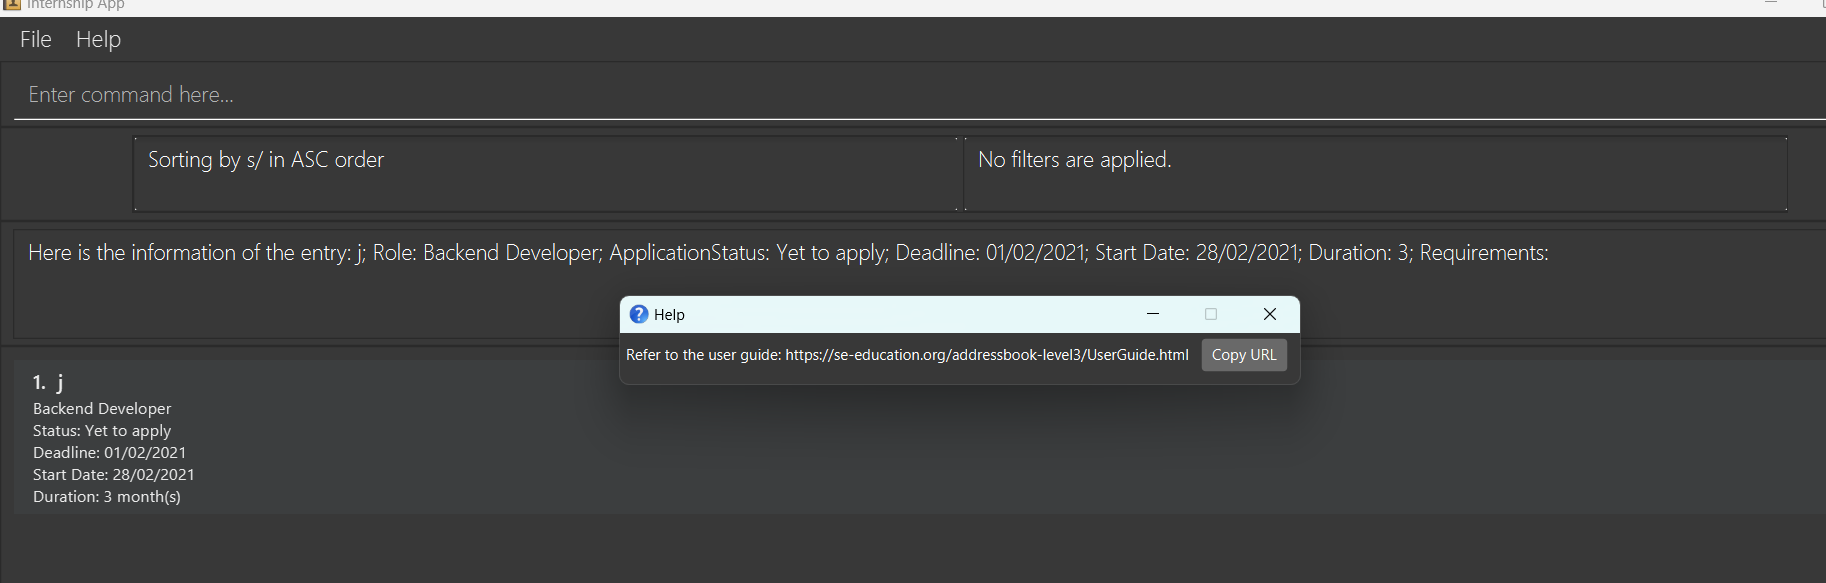 Internship App
File Help
Enter command here...
Sorting by s/ in ASC order
No filters are applied.
Here is the information of the entry: j; Role: Backend Developer; ApplicationStatus: Yet to apply; Deadline: 01/02/2021; Start Date: 28/02/2021; Duration: 3; Requirements:
Help
Refer to the user guide: https://se-education.org/addressbook-level3/UserGuide.html Copy URL
1. j
Backend Developer
Status: Yet to apply
Deadline: 01/02/2021
Start Date: 28/02/2021
Duration: 3 month(s)